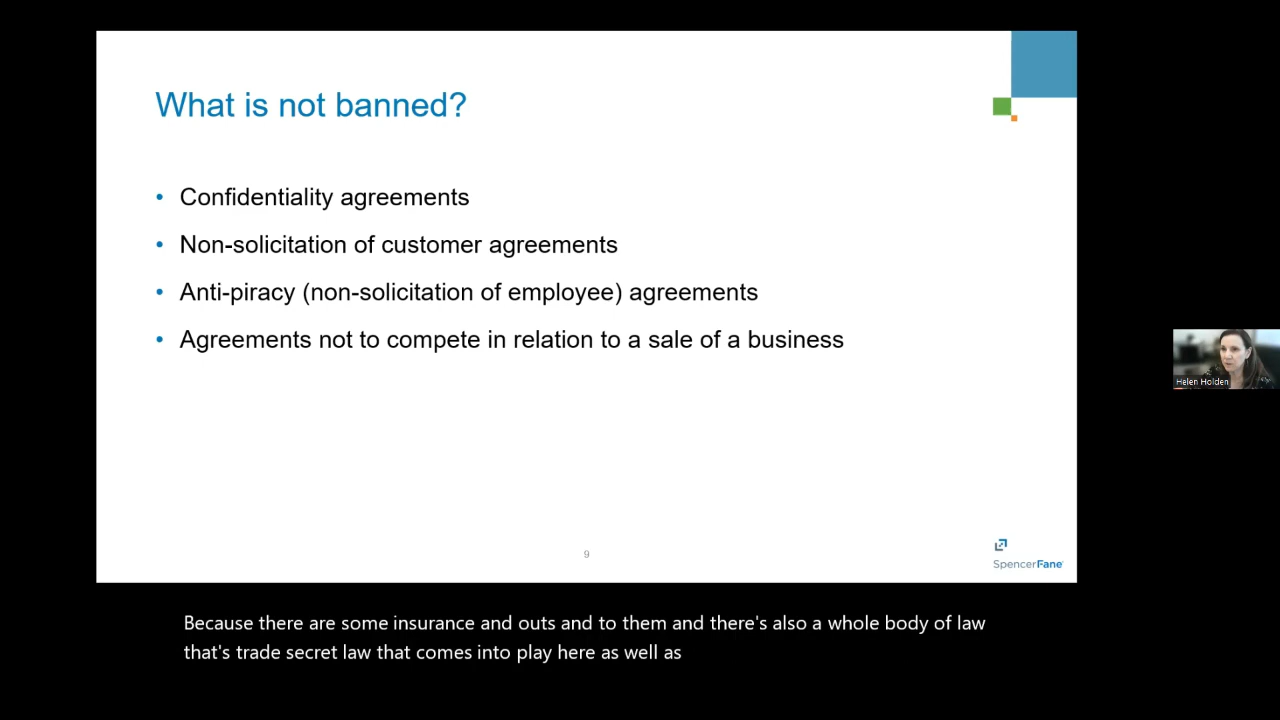 What is not banned?
• Confidentiality agreements
• Non-solicitation of customer agreements
• Anti-piracy (non-solicitation of employee) agreements
• Agreements not to compete in relation to a sale of a business
Helen Holden
9
SpencerFane
Because there are some insurance and outs and to them and there's also a whole body of law
that's trade secret law that comes into play here as well as